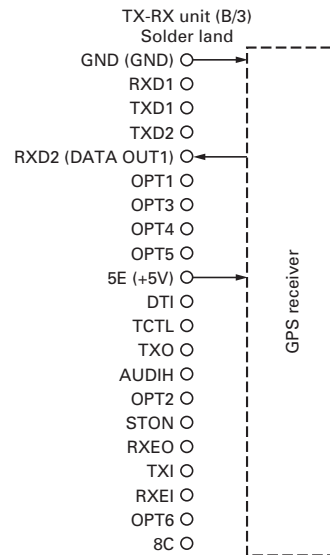 TX-RX unit (B/3)
Solder land
GND (GND)
RXD1
TXD1
TXD2
RXD2 (DATA OUT1)
OPT1
OPT3
OPT4
OPT5
5E (+5V)
DTI
TCTL
TXO
AUDIH
OPT2
STON
RXEO
TXI
RXEI
OPT6
8C
GPS receiver